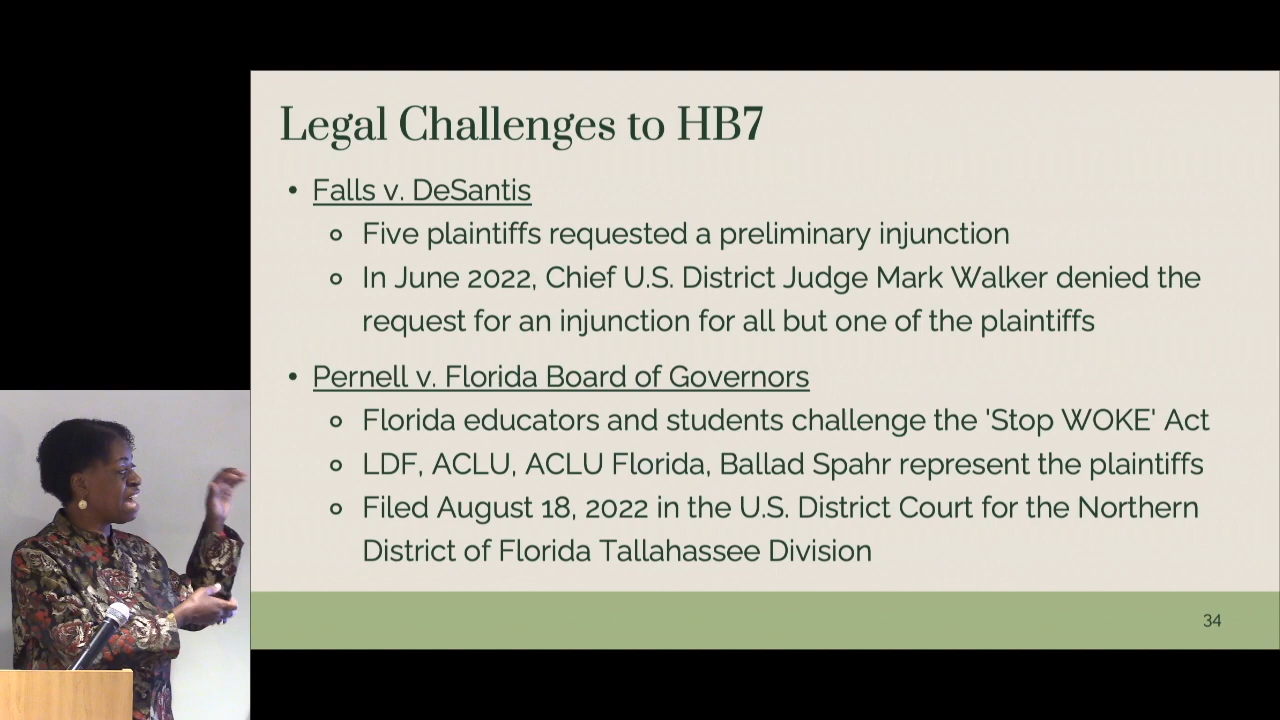 Legal Challenges to HB7
• Falls v. DeSantis
Five plaintiffs requested a preliminary injunction
In June 2022, Chief U.S. District Judge Mark Walker denied the
request for an injunction for all but one of the plaintiffs
• Pernell v. Florida Board of Governors
Florida educators and students challenge the 'Stop WOKE' Act
LDF, ACLU, ACLU Florida, Ballad Spahr represent the plaintiffs
Filed August 18, 2022 in the U.S. District Court for the Northern
District of Florida Tallahassee Division
34